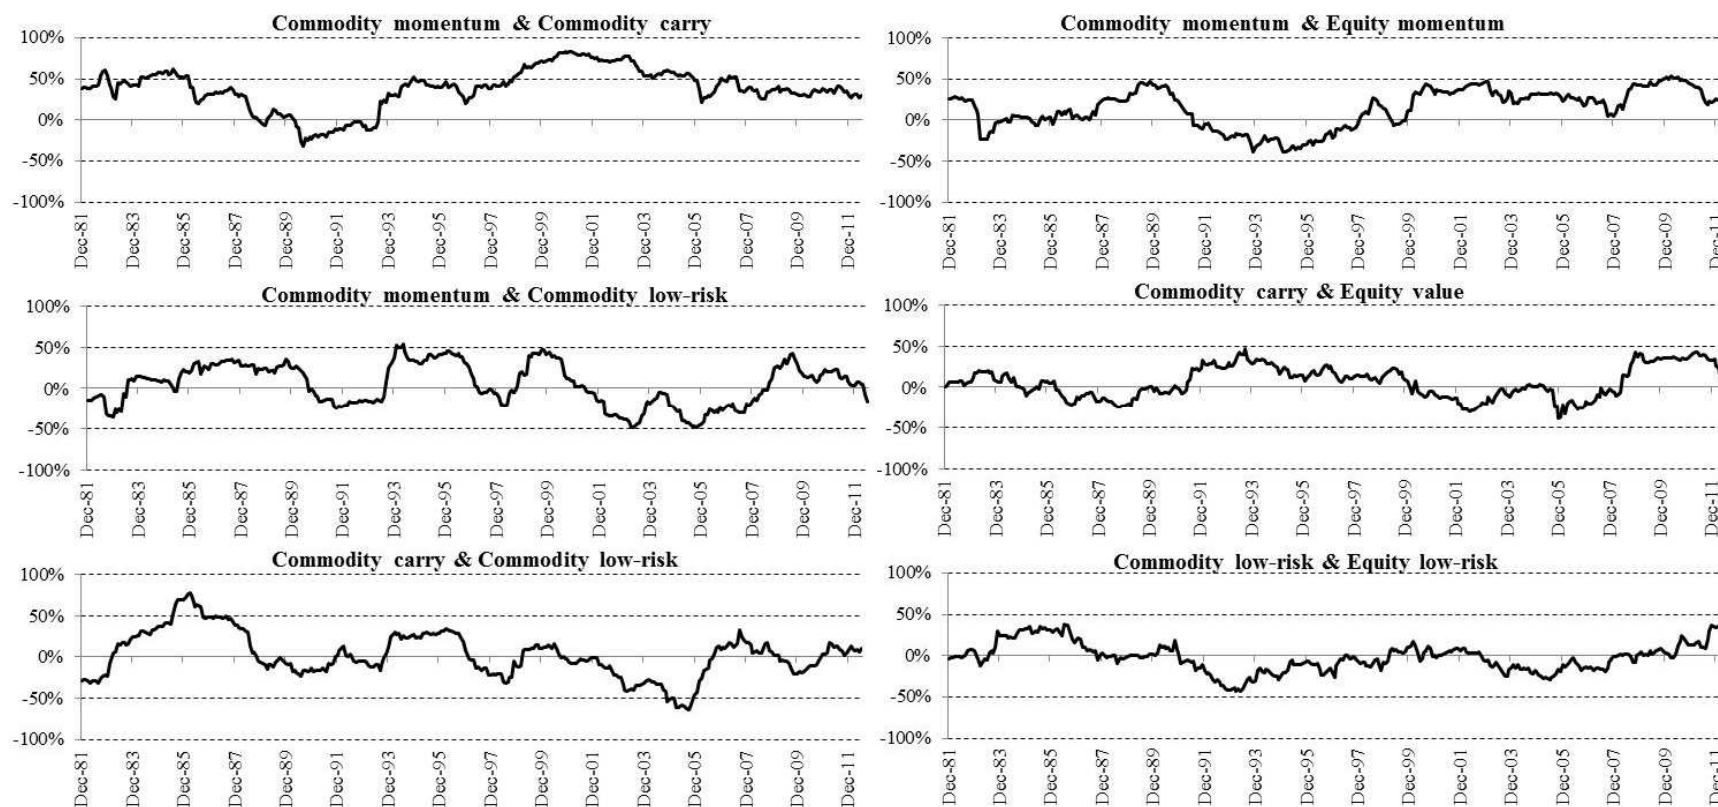 Commodity momentum & Commodity carry
100%
50%
0%
-50%
-100%
Dec-81
Dec-83
Dec-85
Dec-87
Dec-89
Dec-91
Dec-93
Dec-95
Dec-97
Dec-99
Dec-01
Dec-03
Dec-05
Dec-07
Dec-09
Dec-11
Commodity momentum & Equity momentum
100%
50%
0%
-50%
-100%
Dec-81
Dec-83
Dec-85
Dec-87
Dec-89
Dec-91
Dec-93
Dec-95
Dec-97
Dec-99
Dec-01
Dec-03
Dec-05
Dec-07
Dec-09
Dec-11
Commodity momentum & Commodity low-risk
100%
50%
0%
-50%
-100%
Dec-81
Dec-83
Dec-85
Dec-87
Dec-89
Dec-91
Dec-93
Dec-95
Dec-97
Dec-99
Dec-01
Dec-03
Dec-05
Dec-07
Dec-09
Dec-11
Commodity carry & Equity value
100%
50%
0%
-50%
-100%
Dec-81
Dec-83
Dec-85
Dec-87
Dec-89
Dec-91
Dec-93
Dec-95
Dec-97
Dec-99
Dec-01
Dec-03
Dec-05
Dec-07
Dec-09
Dec-11
Commodity carry & Commodity low-risk
100%
50%
0%
-50%
-100%
Dec-81
Dec-83
Dec-85
Dec-87
Dec-89
Dec-91
Dec-93
Dec-95
Dec-97
Dec-99
Dec-01
Dec-03
Dec-05
Dec-07
Dec-09
Dec-11
Commodity low-risk & Equity low-risk
100%
50%
0%
-50%
-100%
Dec-81
Dec-83
Dec-85
Dec-87
Dec-89
Dec-91
Dec-93
Dec-95
Dec-97
Dec-99
Dec-01
Dec-03
Dec-05
Dec-07
Dec-09
Dec-11